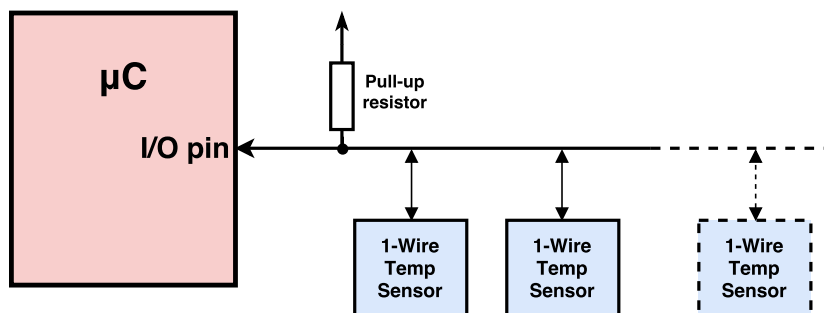 µC
Pull-up
resistor
I/O pin
1-Wire
Temp
Sensor
1-Wire
Temp
Sensor
1-Wire
Temp
Sensor